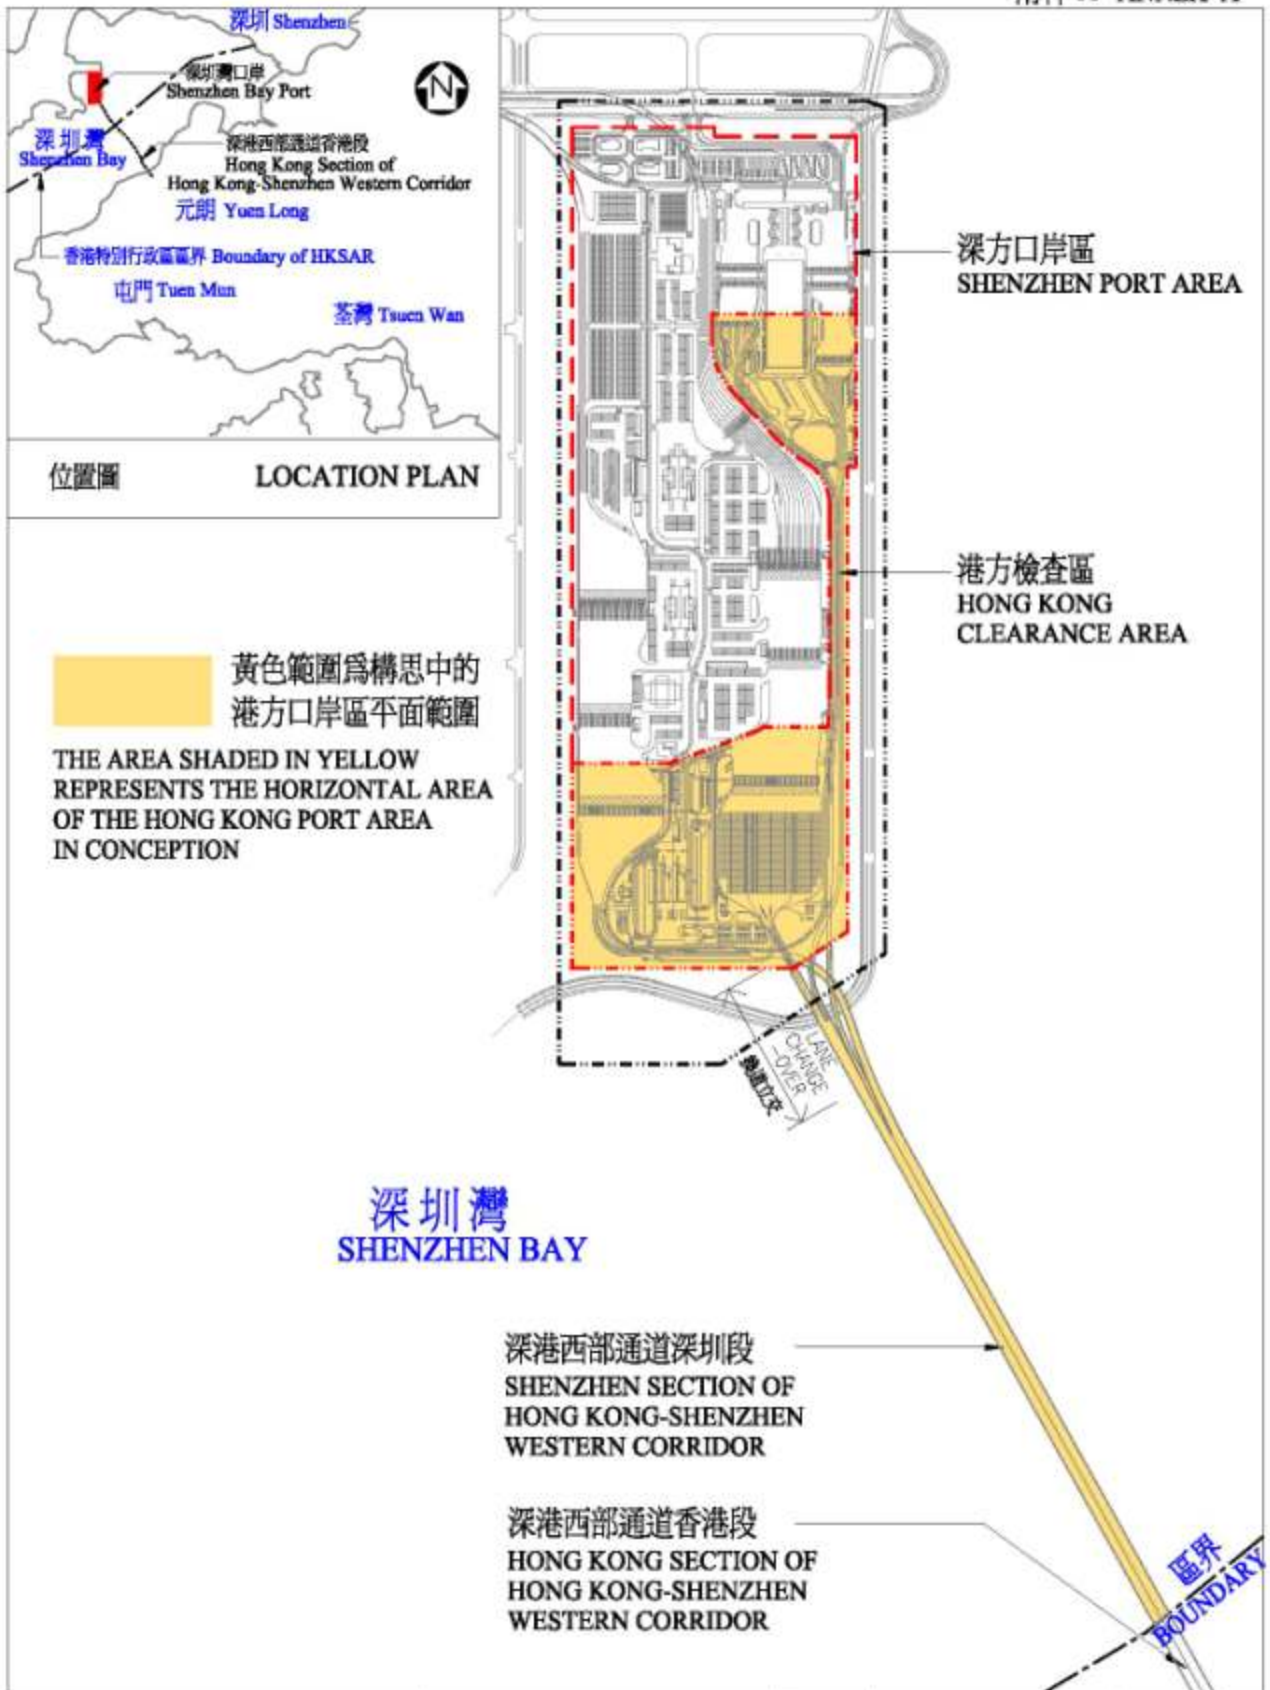 深圳 Shenzhen
深圳灣口岸
Shenzhen Bay Port
N
深圳灣
Shenzhen Bay
深港西部通道香港段
Hong Kong Section of
Hong Kong-Shenzhen Western Corridor
元朗 Yuen Long
香港特別行政區區界 Boundary of HKSAR
屯門 Tuen Mun
荃灣 Tsuen Wan
位置圖 LOCATION PLAN
深方口岸區
SHENZHEN PORT AREA
港方檢查區
HONG KONG
CLEARANCE AREA
黃色範圍爲構思中的
港方口岸區平面範圍
THE AREA SHADED IN YELLOW
REPRESENTS THE HORIZONTAL AREA
OF THE HONG KONG PORT AREA
IN CONCEPTION
LANE
CHANGE
-OVER
換道立交
深圳灣
SHENZHEN BAY
深港西部通道深圳段
SHENZHEN SECTION OF
HONG KONG-SHENZHEN
WESTERN CORRIDOR
深港西部通道香港段
HONG KONG SECTION OF
HONG KONG-SHENZHEN
WESTERN CORRIDOR
區界
BOUNDARY